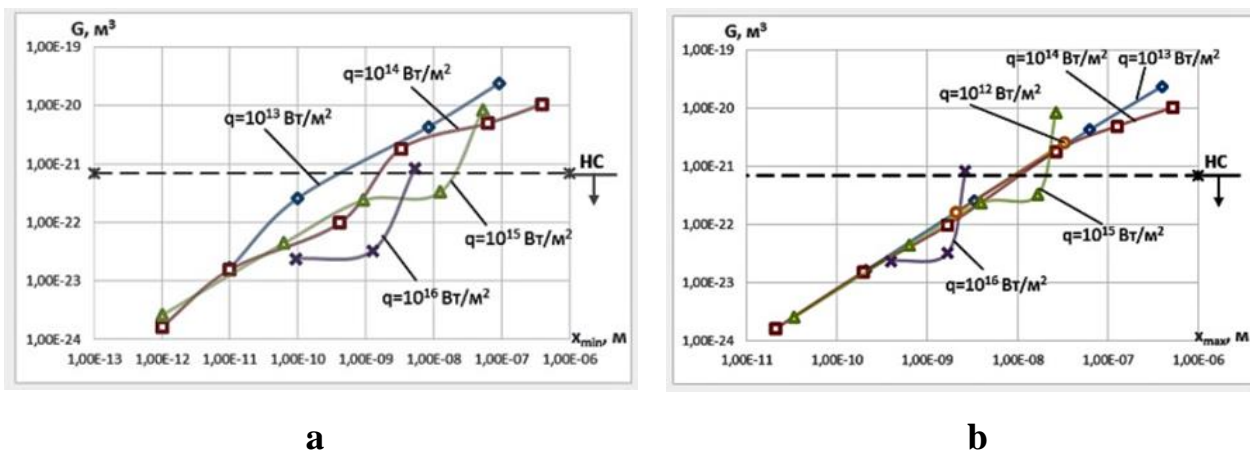 G, м³
1,00E-19
1,00E-20
1,00E-21
1,00E-22
1,00E-23
1,00E-24
q=10¹⁴ Вт/м²
q=10¹³ Вт/м²
НС
q=10¹⁵ Вт/м²
q=10¹⁶ Вт/м²
xmin, м
1,00E-13 1,00E-12 1,00E-11 1,00E-10 1,00E-09 1,00E-08 1,00E-07 1,00E-06
a
G, м³
1,00E-19
1,00E-20
1,00E-21
1,00E-22
1,00E-23
1,00E-24
q=10¹⁴ Вт/м² q=10¹³ Вт/м²
q=10¹² Вт/м²
НС
q=10¹⁵ Вт/м²
q=10¹⁶ Вт/м²
xmax, м
1,00E-11 1,00E-10 1,00E-09 1,00E-08 1,00E-07 1,00E-06
b